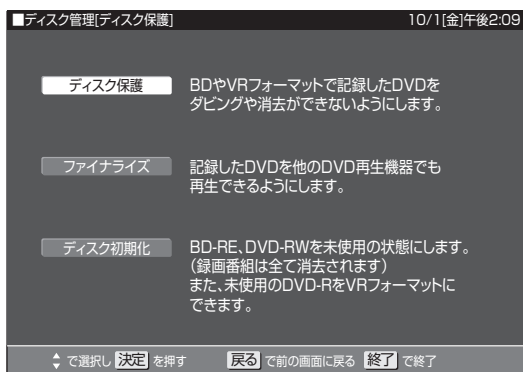 ■ディスク管理[ディスク保護] 10/1[金]午後2:09
ディスク保護 BDやVRフォーマットで記録したDVDを
ダビングや消去ができないようにします。
ファイナライズ 記録したDVDを他のDVD再生機器でも
再生できるようにします。
ディスク初期化 BD-RE、DVD-RWを未使用の状態にします。
(録画番組は全て消去されます)
また、未使用のDVD-RをVRフォーマットに
できます。
で選択し 決定 を押す 戻る で前の画面に戻る 終了 で終了